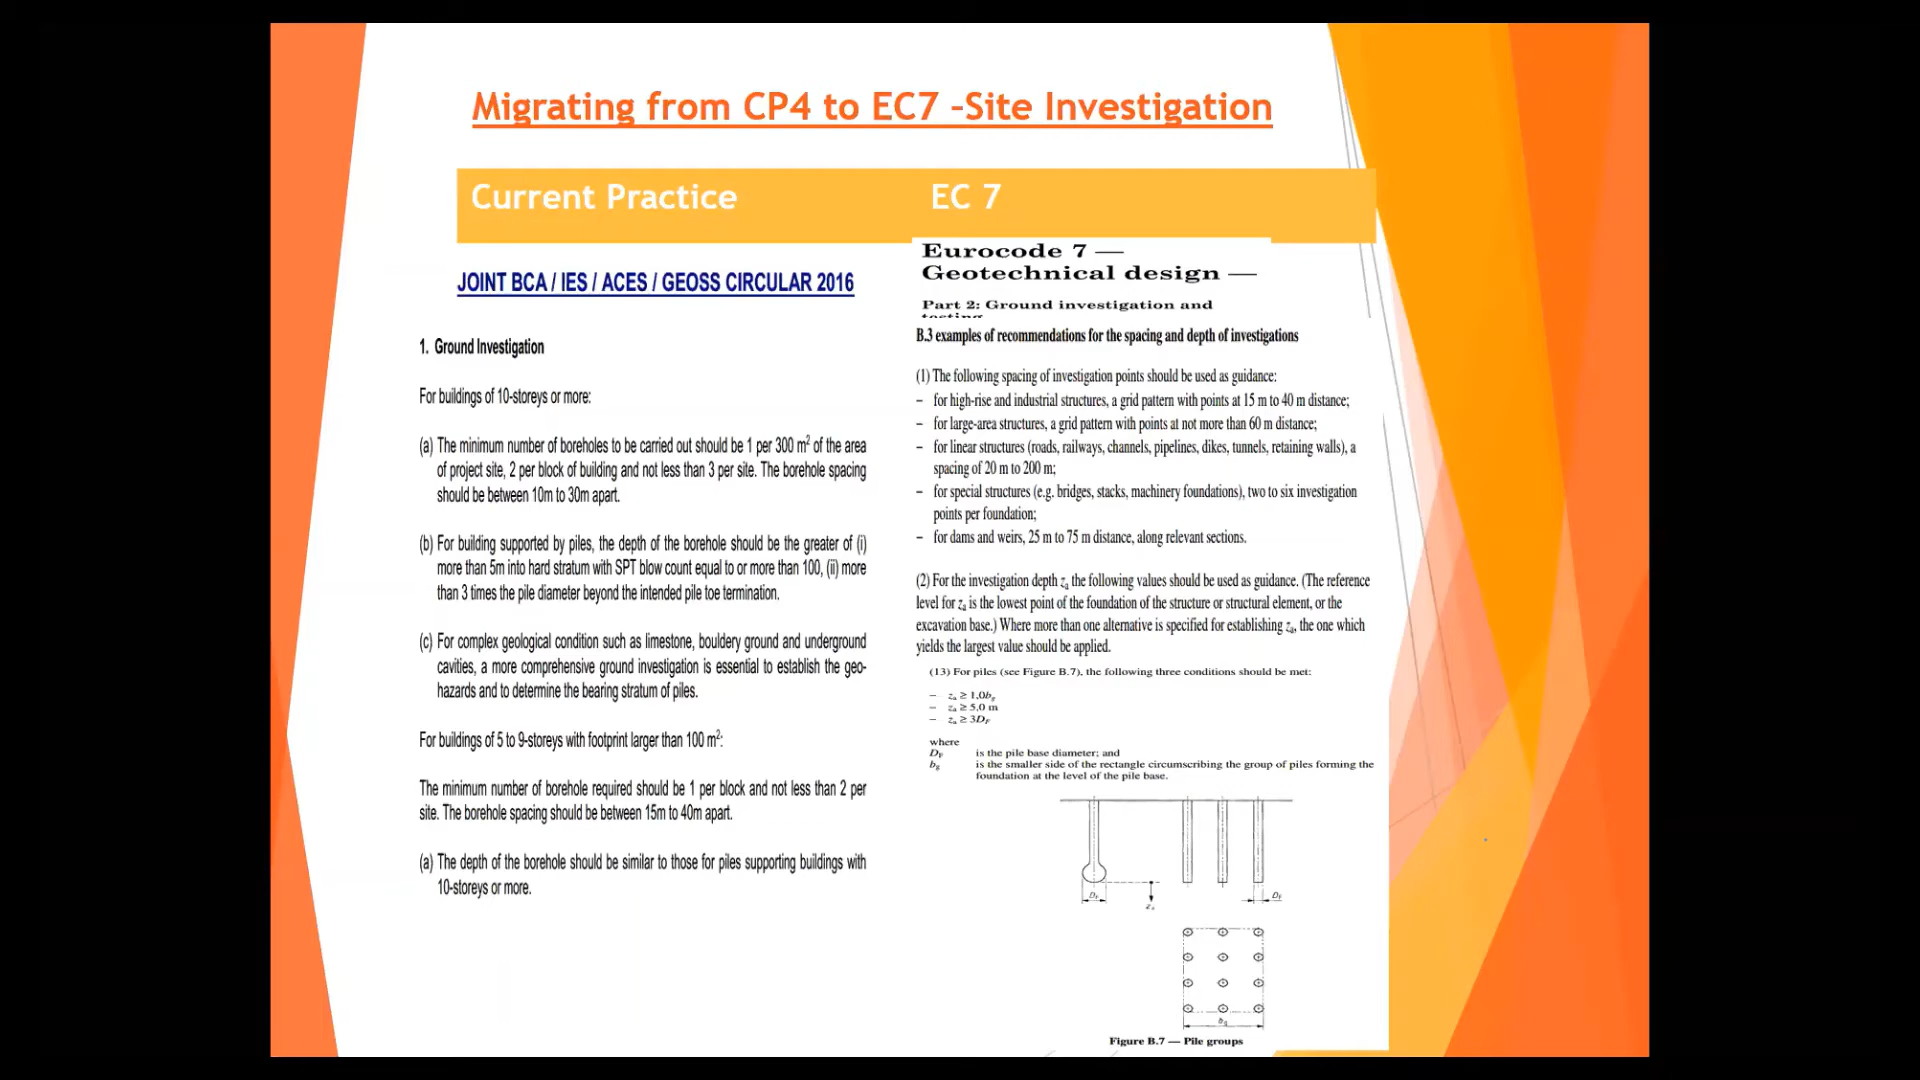 Migrating from CP4 to EC7 –Site Investigation
Current Practice
EC 7
JOINT BCA / IES / ACES / GEOSS CIRCULAR 2016
1. Ground Investigation
For buildings of 10-storeys or more:
(a) The minimum number of boreholes to be carried out should be 1 per 300 m² of the area
of project site, 2 per block of building and not less than 3 per site. The borehole spacing
should be between 10m to 30m apart.
(b) For building supported by piles, the depth of the borehole should be the greater of (i)
more than 5m into hard stratum with SPT blow count equal to or more than 100, (ii) more
than 3 times the pile diameter beyond the intended pile toe termination.
(c) For complex geological condition such as limestone, bouldery ground and underground
cavities, a more comprehensive ground investigation is essential to establish the geo-
hazards and to determine the bearing stratum of piles.
For buildings of 5 to 9-storeys with footprint larger than 100 m²:
The minimum number of borehole required should be 1 per block and not less than 2 per
site. The borehole spacing should be between 15m to 40m apart.
(a) The depth of the borehole should be similar to those for piles supporting buildings with
10-storeys or more.
Eurocode 7 —
Geotechnical design —
Part 2: Ground investigation and
testing
B.3 examples of recommendations for the spacing and depth of investigations
(1) The following spacing of investigation points should be used as guidance:
– for high-rise and industrial structures, a grid pattern with points at 15 m to 40 m distance;
– for large-area structures, a grid pattern with points at not more than 60 m distance;
– for linear structures (roads, railways, channels, pipelines, dikes, tunnels, retaining walls), a
spacing of 20 m to 200 m;
– for special structures (e.g. bridges, stacks, machinery foundations), two to six investigation
points per foundation;
– for dams and weirs, 25 m to 75 m distance, along relevant sections.
(2) For the investigation depth zₐ the following values should be used as guidance. (The reference
level for zₐ is the lowest point of the foundation of the structure or structural element, or the
excavation base.) Where more than one alternative is specified for establishing zₐ, the one which
yields the largest value should be applied.
(13) For piles (see Figure B.7), the following three conditions should be met:
– zₐ ≥ 1,0b_g
– zₐ ≥ 5,0 m
– zₐ ≥ 3D_F
where
D_F is the pile base diameter; and
b_g is the smaller side of the rectangle circumscribing the group of piles forming the
foundation at the level of the pile base.
D_F
zₐ
D_F
b_g
Figure B.7 — Pile groups